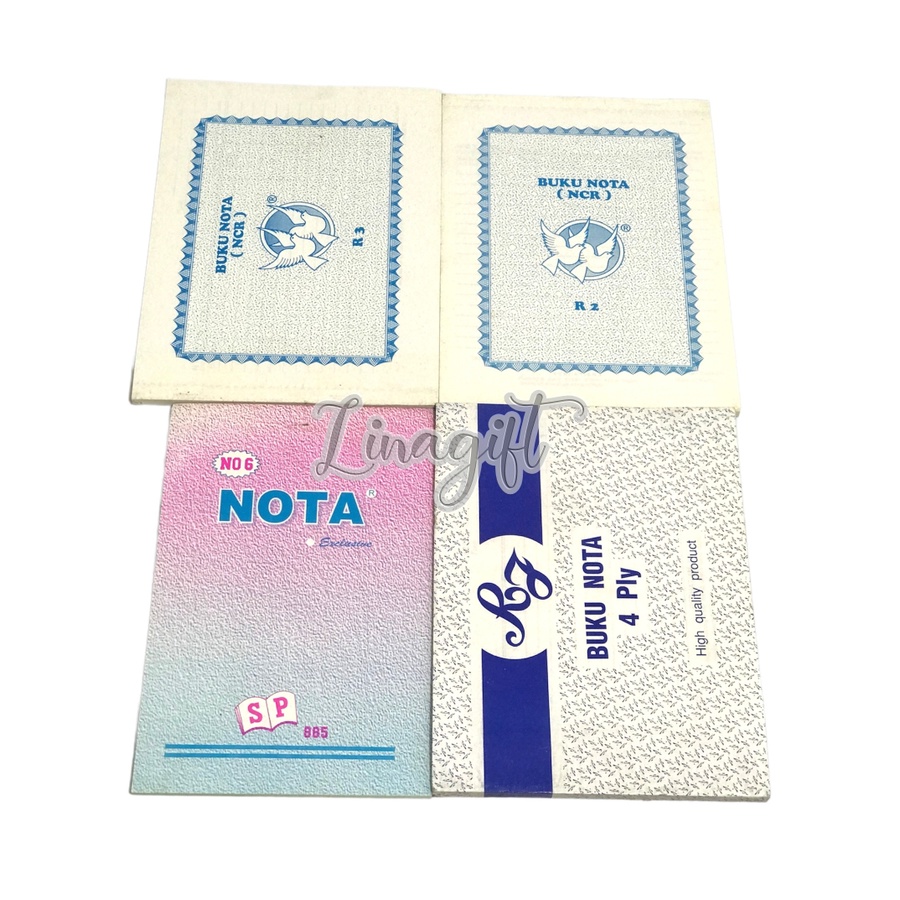 BUKU NOTA
( NCR )
®
R 3
BUKU NOTA
( NCR )
®
R 2
Linagift
NO 6
NOTA ®
Exclusive
S P
885
BUKU NOTA
4 Ply
High quality product